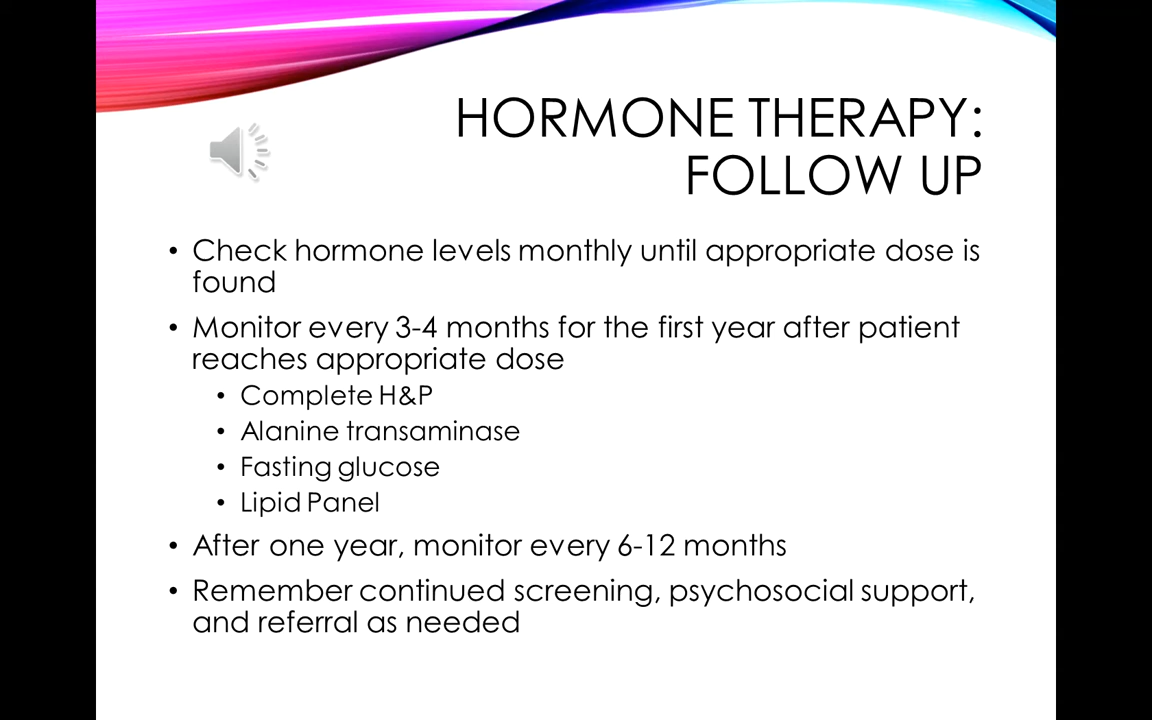 HORMONE THERAPY:
FOLLOW UP
• Check hormone levels monthly until appropriate dose is
found
• Monitor every 3-4 months for the first year after patient
reaches appropriate dose
• Complete H&P
• Alanine transaminase
• Fasting glucose
• Lipid Panel
• After one year, monitor every 6-12 months
• Remember continued screening, psychosocial support,
and referral as needed